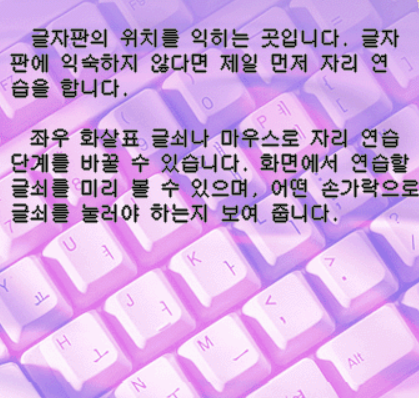 글자판의 위치를 익히는 곳입니다. 글자
판에 익숙하지 않다면 제일 먼저 자리 연
습을 합니다.
좌우 화살표 글쇠나 마우스로 자리 연습
단계를 바꿀 수 있습니다. 화면에서 연습할
글쇠를 미리 볼 수 있으며, 어떤 손가락으로
글쇠를 눌러야 하는지 보여 줍니다.
U ㅕ
K ㅏ
> .
Y ㅛ
J ㅓ
< ,
H ㅗ
M ㅡ
Alt
N